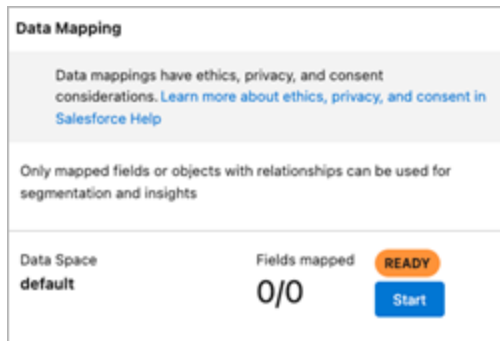 Data Mapping
Data mappings have ethics, privacy, and consent
considerations. Learn more about ethics, privacy, and consent in
Salesforce Help
Only mapped fields or objects with relationships can be used for
segmentation and insights
Data Space
default
Fields mapped
0/0
READY
Start